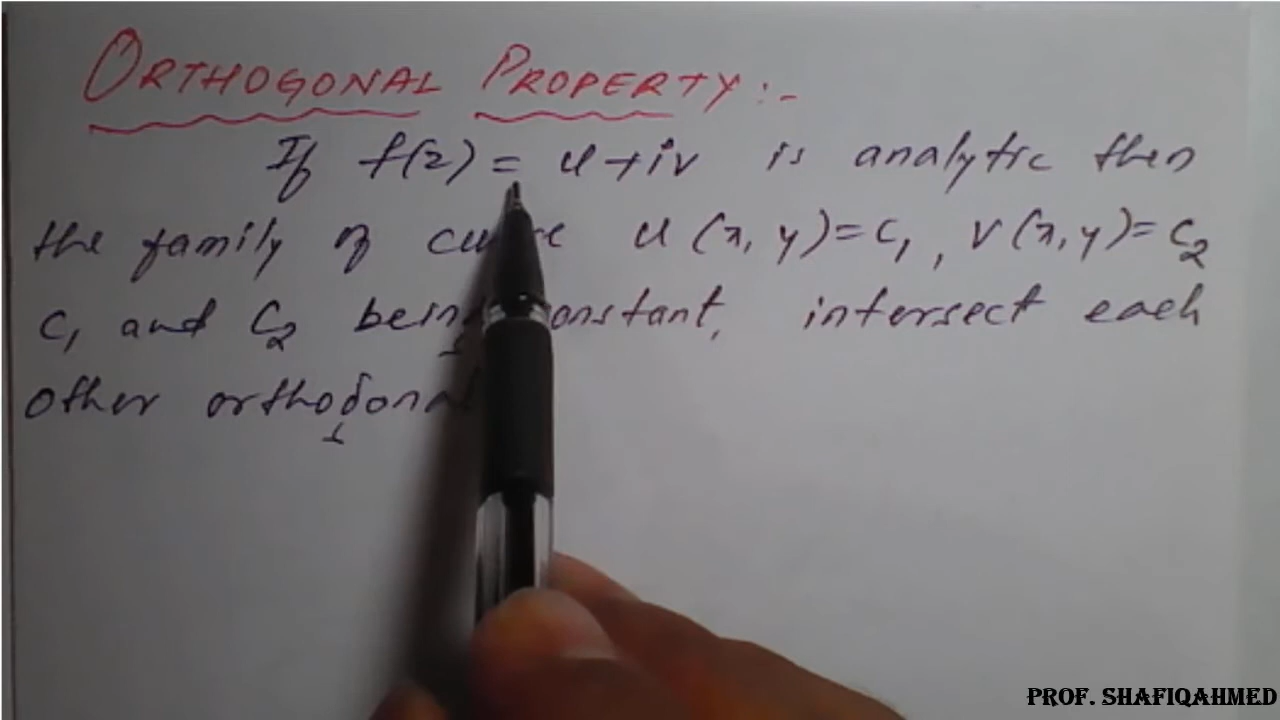 ORTHOGONAL PROPERTY:-
If f(z) = u+iv is analytic then
the family of u(x,y)=c₁, v(x,y)=c₂
c₁ and c₂ constant, intersect each
other
PROF. SHAFIQAHMED